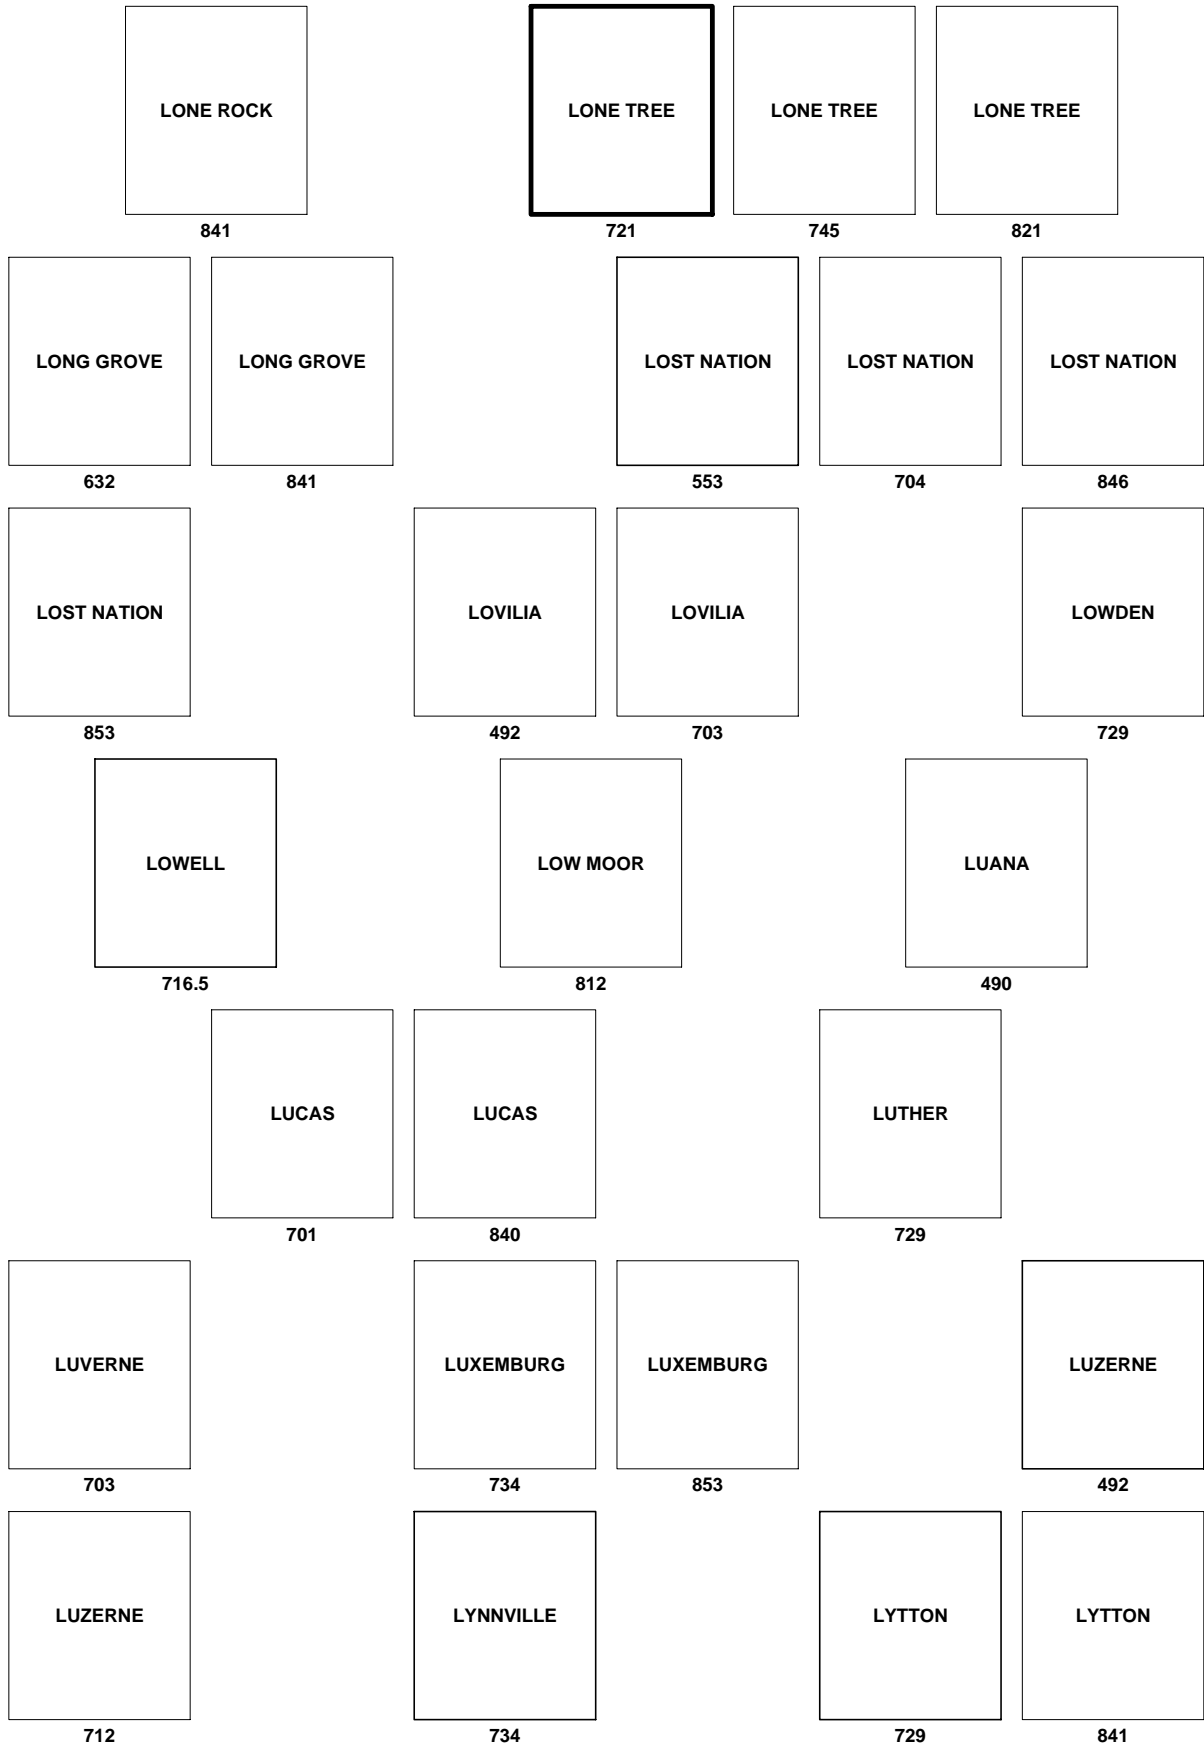 LONE ROCK LONE TREE LONE TREE LONE TREE
841 721 745 821
LONG GROVE LONG GROVE LOST NATION LOST NATION LOST NATION
632 841 553 704 846
LOST NATION LOVILIA LOVILIA LOWDEN
853 492 703 729
LOWELL LOW MOOR LUANA
716.5 812 490
LUCAS LUCAS LUTHER
701 840 729
LUVERNE LUXEMBURG LUXEMBURG LUZERNE
703 734 853 492
LUZERNE LYNNVILLE LYTTON LYTTON
712 734 729 841